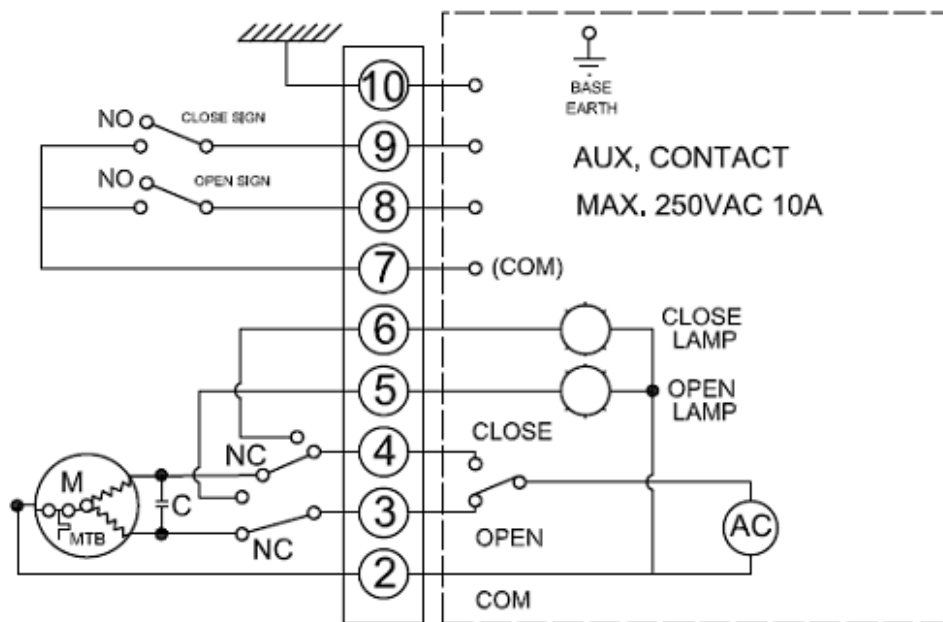 10
BASE
EARTH
NO
CLOSE SIGN
9
AUX, CONTACT
NO
OPEN SIGN
8
MAX. 250VAC 10A
7
(COM)
6
CLOSE
LAMP
5
OPEN
LAMP
CLOSE
4
NC
M
C
MTB
3
AC
OPEN
NC
2
COM